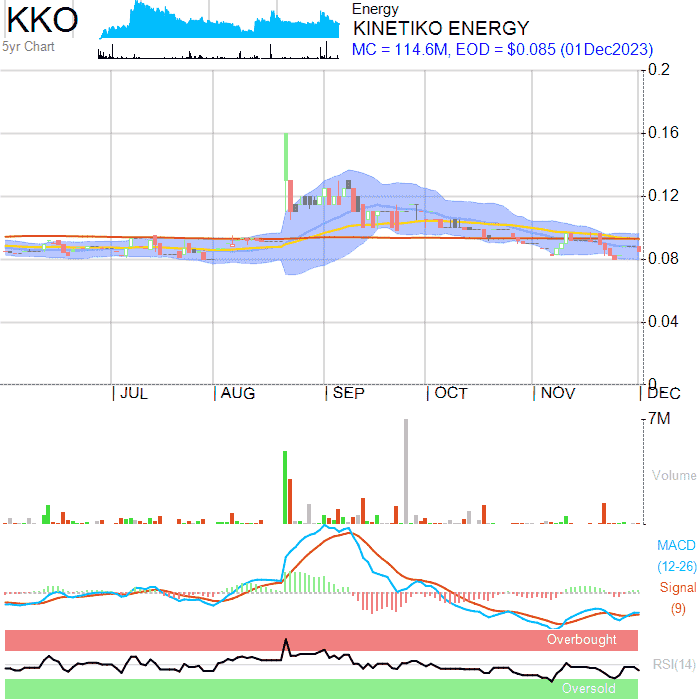 KKO
5yr Chart
Energy
KINETIKO ENERGY
MC = 114.6M, EOD = $0.085 (01Dec2023)
0.2
0.16
0.12
0.08
0.04
0
JUL AUG SEP OCT NOV DEC
7M
Volume
MACD
(12-26)
Signal
(9)
Overbought
RSI(14)
Oversold